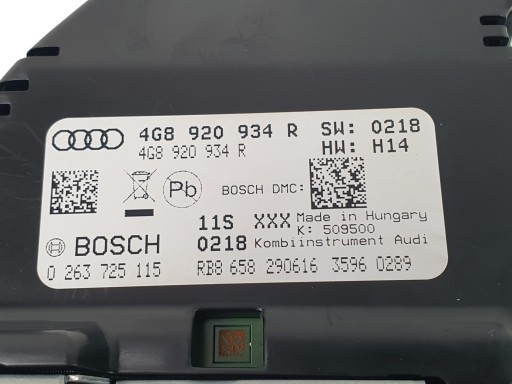 4G8 920 934 R SW: 0218
4G8 920 934 R HW: H14
Pb
BOSCH DMC:
11S XXX Made in Hungary
K: 509500
BOSCH 0218 Kombiinstrument Audi
0 263 725 115 RB8 658 290616 3596 0289